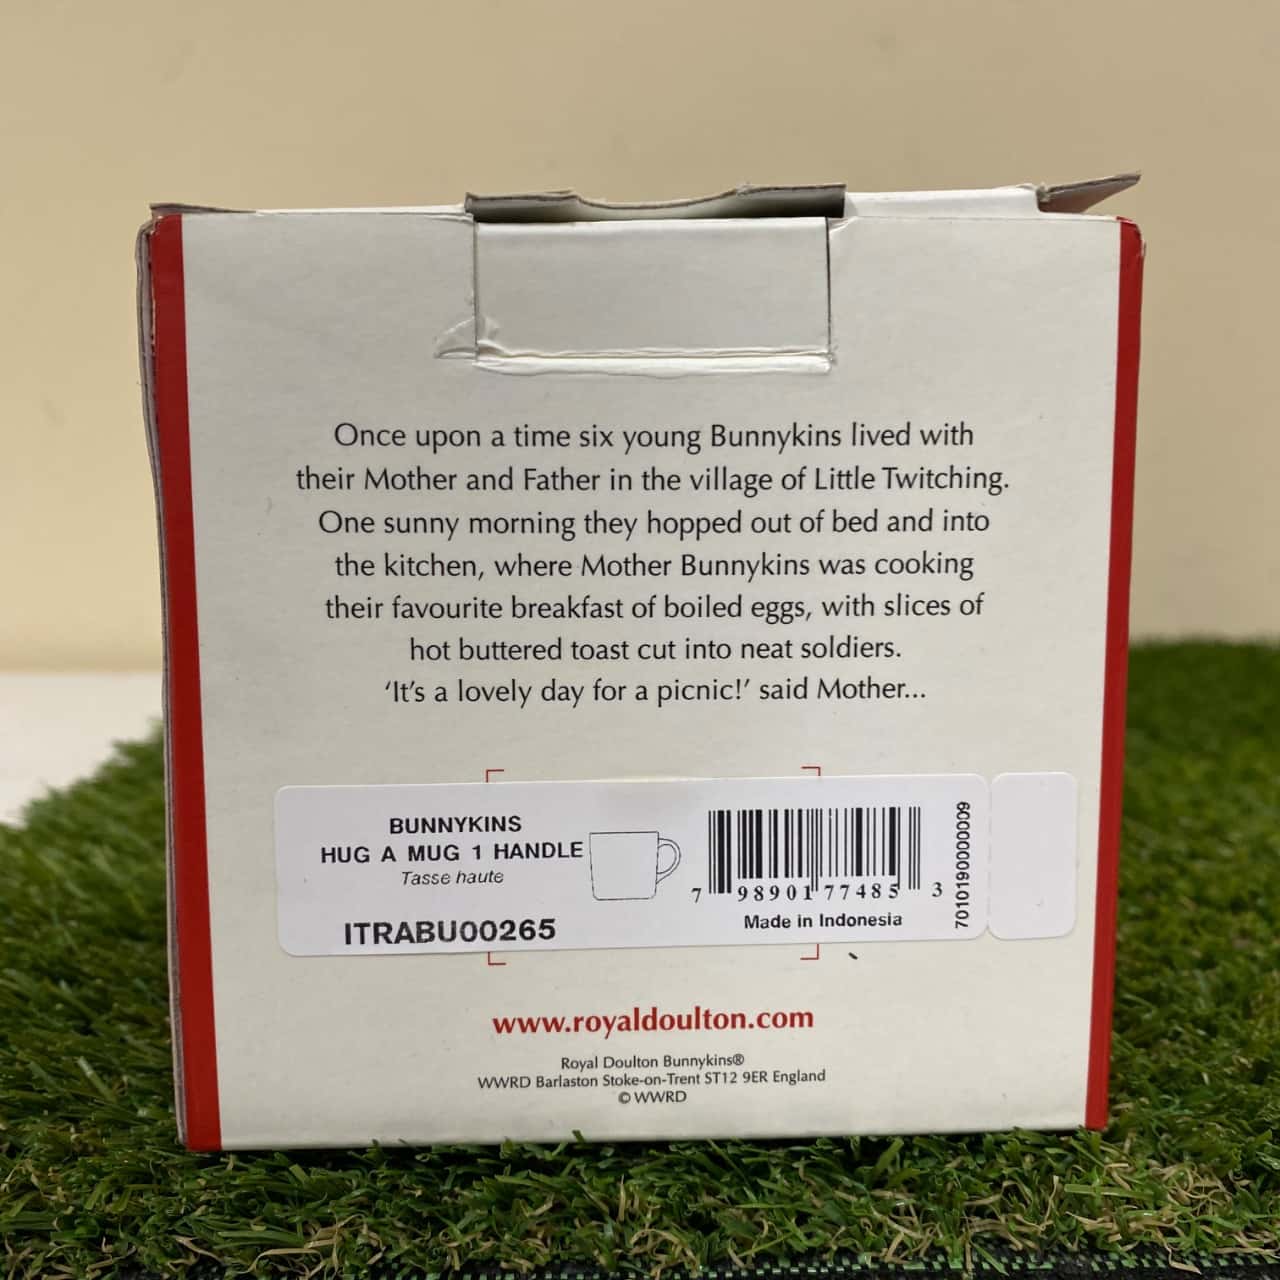 Once upon a time six young Bunnykins lived with
their Mother and Father in the village of Little Twitching.
One sunny morning they hopped out of bed and into
the kitchen, where Mother Bunnykins was cooking
their favourite breakfast of boiled eggs, with slices of
hot buttered toast cut into neat soldiers.
‘It’s a lovely day for a picnic!’ said Mother...
BUNNYKINS
HUG A MUG 1 HANDLE
Tasse haute
ITRABU00265
7 98901 77485 3
Made in Indonesia
7010190000009
www.royaldoulton.com
Royal Doulton Bunnykins®
WWRD Barlaston Stoke-on-Trent ST12 9ER England
© WWRD